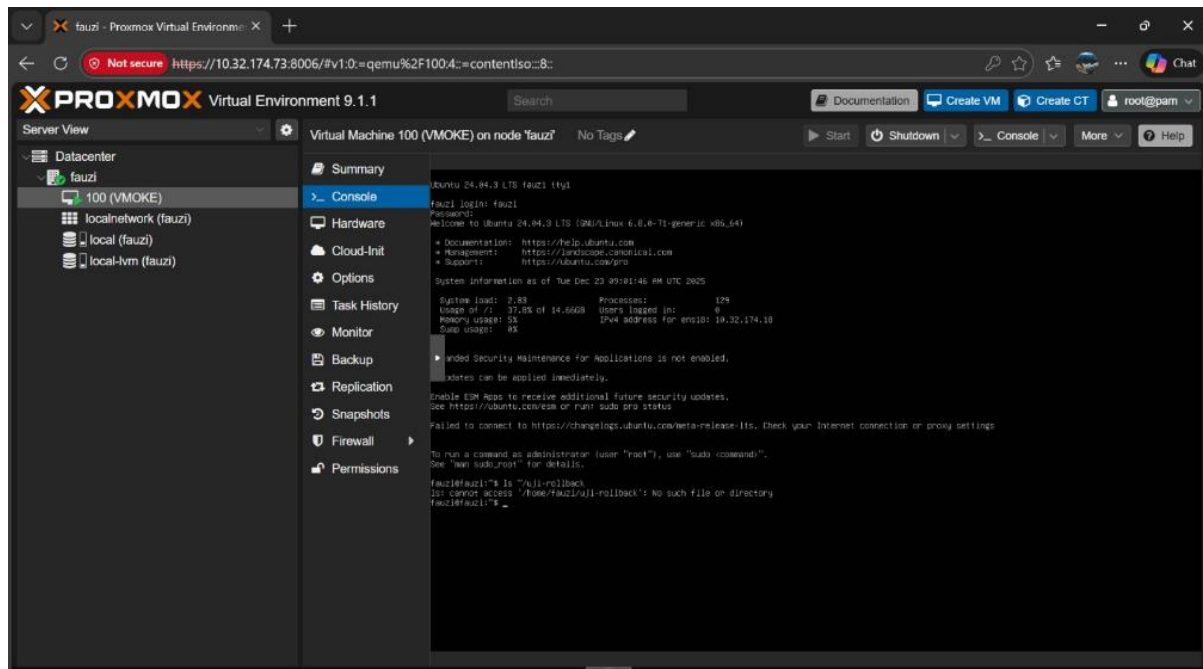 fauzi - Proxmox Virtual Environme
Not secure https://10.32.174.73:8006/#v1:0:=qemu%2F100:4::=contentIso:::8::
Chat
PROXMOX Virtual Environment 9.1.1
Search
Documentation
Create VM
Create CT
root@pam
Server View
Datacenter
fauzi
100 (VMOKE)
localnetwork (fauzi)
local (fauzi)
local-lvm (fauzi)
Virtual Machine 100 (VMOKE) on node 'fauzi'
No Tags
Start
Shutdown
Console
More
Help
Summary
Console
Hardware
Cloud-Init
Options
Task History
Monitor
Backup
Replication
Snapshots
Firewall
Permissions
Ubuntu 24.04.3 LTS fauzi tty1
fauzi login: fauzi
Password:
Welcome to Ubuntu 24.04.3 LTS (GNU/Linux 6.8.0-71-generic x86_64)
* Documentation: https://help.ubuntu.com
* Management: https://landscape.canonical.com
* Support: https://ubuntu.com/pro
System information as of Tue Dec 23 09:01:46 AM UTC 2025
System load: 2.83 Processes: 129
Usage of /: 37.8% of 14.66GB Users logged in: 0
Memory usage: 5% IPv4 address for ens18: 10.32.174.18
Swap usage: 0%
anded Security Maintenance for Applications is not enabled.
pdates can be applied immediately.
Enable ESM Apps to receive additional future security updates.
See https://ubuntu.com/esm or run: sudo pro status
Failed to connect to https://changelogs.ubuntu.com/meta-release-lts. Check your Internet connection or proxy settings
To run a command as administrator (user "root"), use "sudo <command>".
See "man sudo_root" for details.
fauzi@fauzi:~$ ls ~/uji-rollback
ls: cannot access '/home/fauzi/uji-rollback': No such file or directory
fauzi@fauzi:~$ _